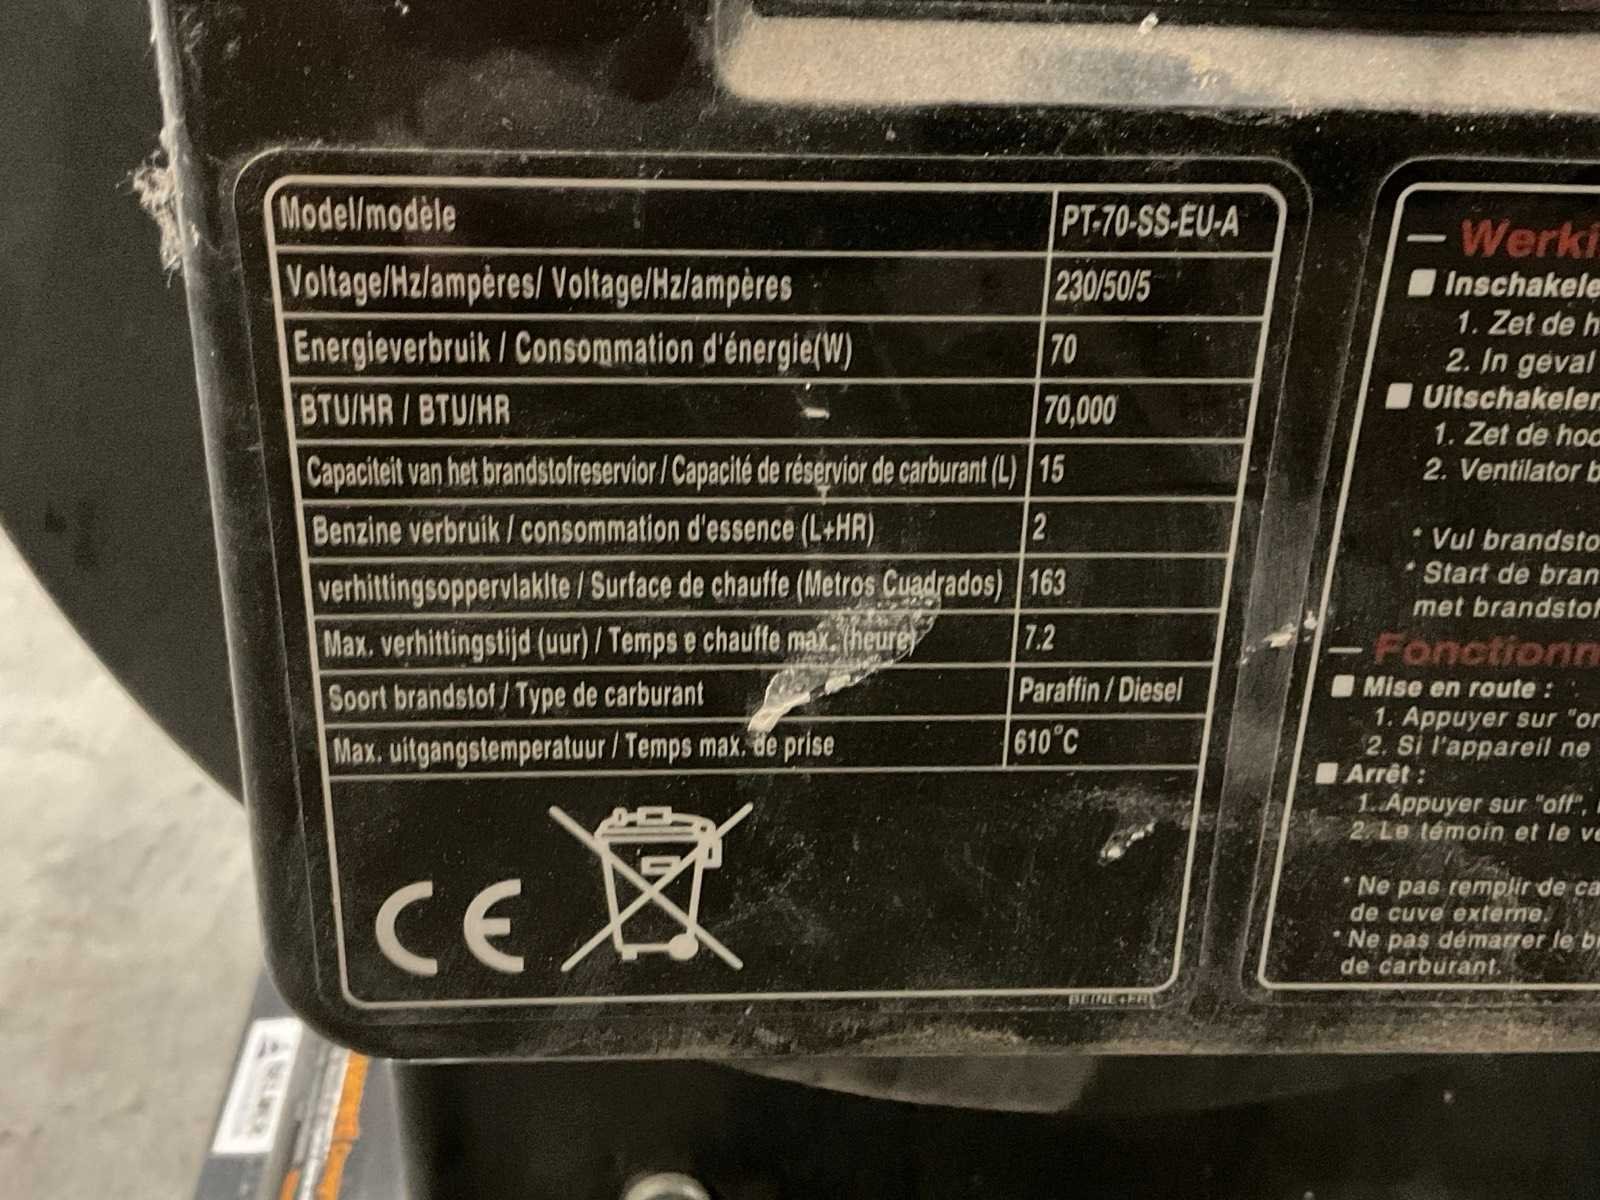 Model/modèle PT-70-SS-EU-A
Voltage/Hz/ampères/ Voltage/Hz/ampères 230/50/5
Energieverbruik / Consommation d'énergie(W) 70
BTU/HR / BTU/HR 70,000
Capaciteit van het brandstofreservior / Capacité de réservior de carburant (L) 15
Benzine verbruik / consommation d'essence (L+HR) 2
verhittingsoppervlaklte / Surface de chauffe (Metros Cuadrados) 163
Max. verhittingstijd (uur) / Temps e chauffe max. (heure) 7.2
Soort brandstof / Type de carburant Paraffin / Diesel
Max. uitgangstemperatuur / Temps max. de prise 610°C
CE
— Werki
■ Inschakele
1. Zet de h
2. In geval
■ Uitschakelen
1. Zet de hoo
2. Ventilator b
* Vul brandsto
* Start de bran
met brandstof
— Fonctionn
■ Mise en route :
1. Appuyer sur "on
2. Si l'appareil ne
■ Arrêt :
1. Appuyer sur "off",
2. Le témoin et le ve
* Ne pas remplir de ca
de cuve externe.
* Ne pas démarrer le b
de carburant.